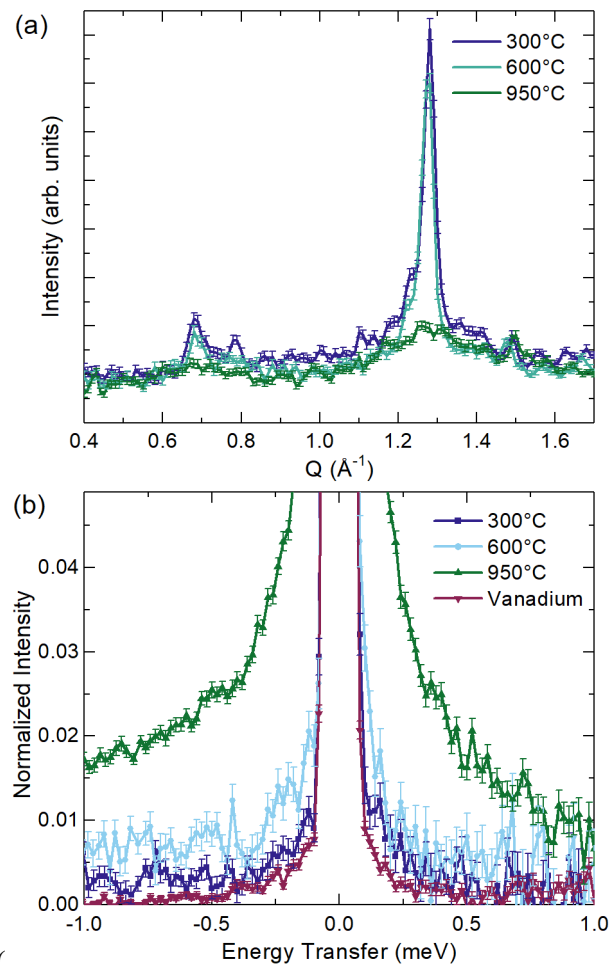 (a)
300°C
600°C
950°C
Intensity (arb. units)
0.4 0.6 0.8 1.0 1.2 1.4 1.6
Q (Å⁻¹)
(b)
300°C
600°C
950°C
Vanadium
Normalized Intensity
0.04
0.03
0.02
0.01
0.00
-1.0 -0.5 0.0 0.5 1.0
Energy Transfer (meV)